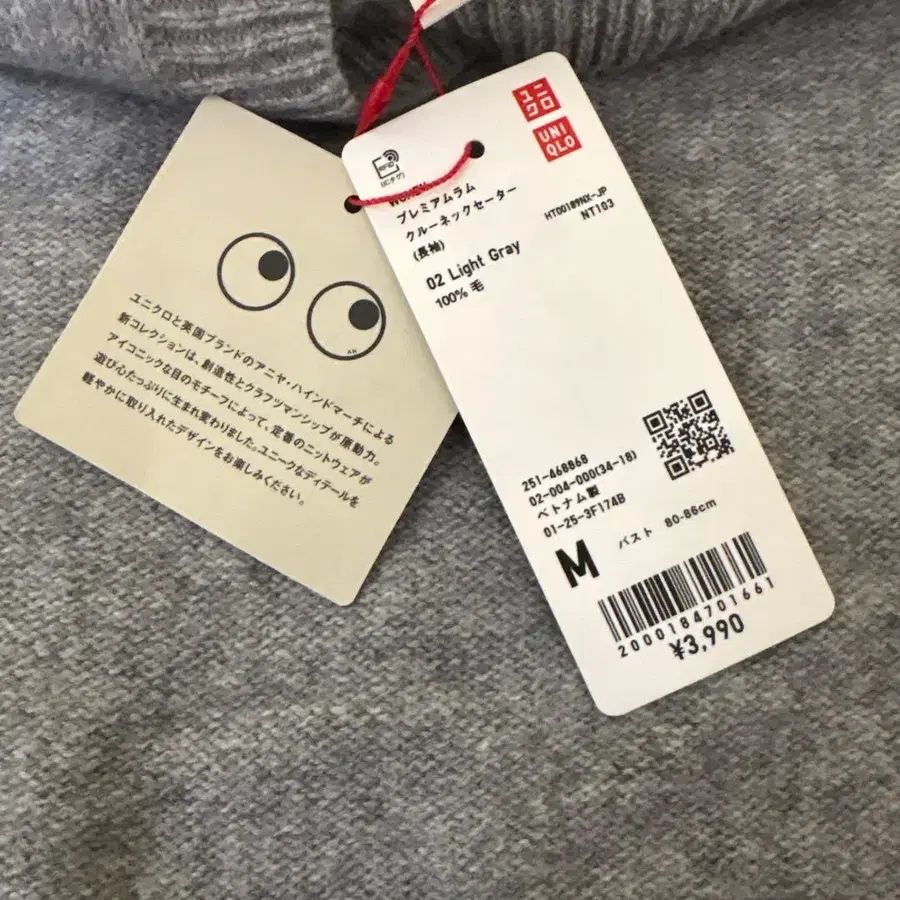 ユニクロ
UNI
QLO
RFID
(ICタグ)
WOMEN
プレミアムラム
クルーネックセーター
(長袖)
HT00189NX-JP
NT103
02 Light Gray
100% 毛
251-468868
02-004-000(34-18)
ベトナム製
01-25-3F174B
M
バスト 80-86cm
2000184701661
¥3,990
ユニクロと英国ブランドのアニヤ・ハインドマーチによる
新コレクションは、創造性とクラフツマンシップが原動力。
アイコニックな目のモチーフによって、定番のニットウェアが
遊び心たっぷりに生まれ変わりました。ユニークなディテールを
軽やかに取り入れたデザインをお楽しみください。